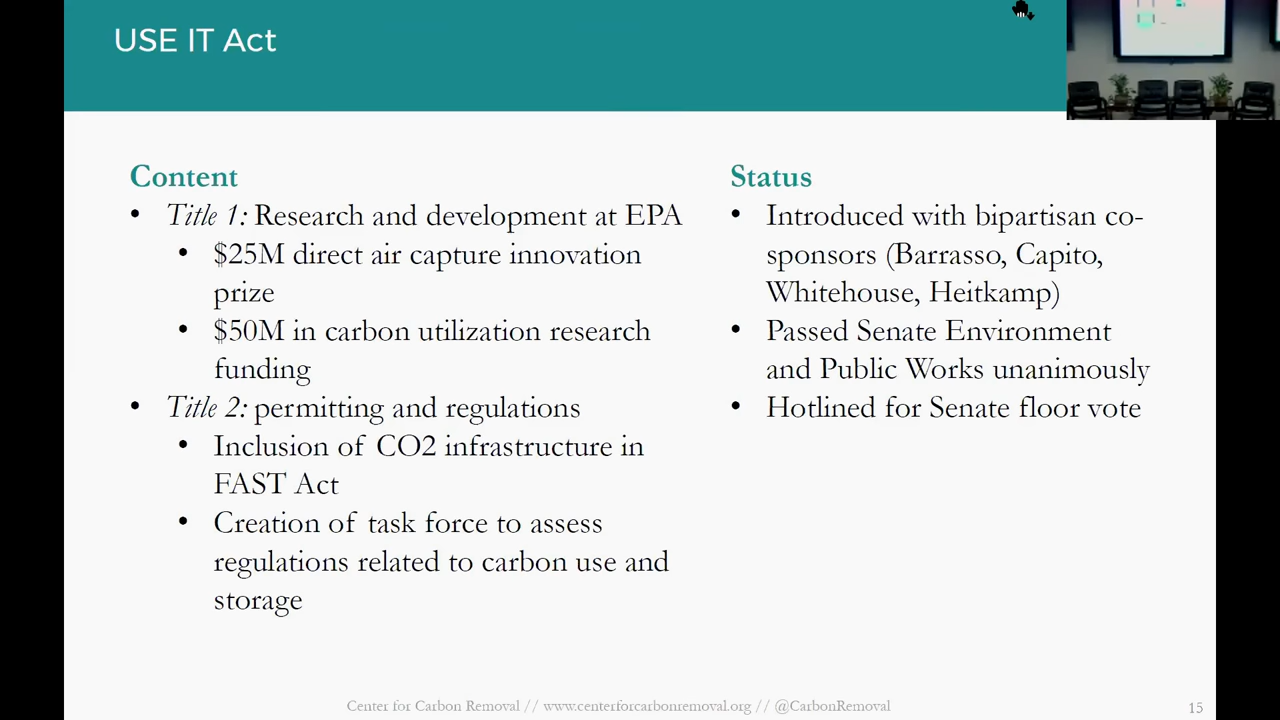 USE IT Act
Content
• Title 1: Research and development at EPA
• $25M direct air capture innovation
prize
• $50M in carbon utilization research
funding
• Title 2: permitting and regulations
• Inclusion of CO2 infrastructure in
FAST Act
• Creation of task force to assess
regulations related to carbon use and
storage
Status
• Introduced with bipartisan co-
sponsors (Barrasso, Capito,
Whitehouse, Heitkamp)
• Passed Senate Environment
and Public Works unanimously
• Hotlined for Senate floor vote
Center for Carbon Removal // www.centerforcarbonremoval.org // @CarbonRemoval
15